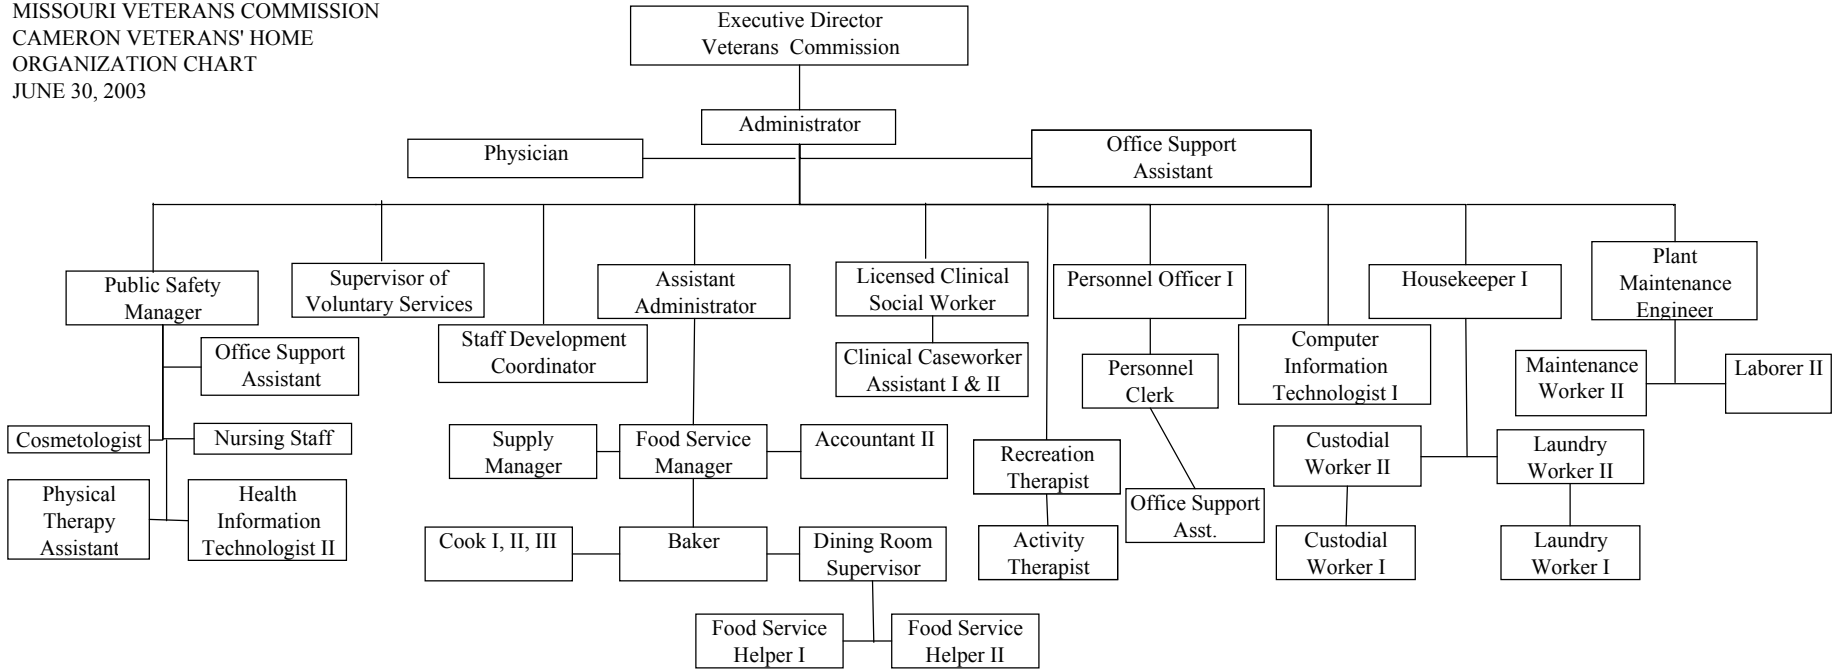 MISSOURI VETERANS COMMISSION
CAMERON VETERANS' HOME
ORGANIZATION CHART
JUNE 30, 2003
Executive Director
Veterans Commission
Administrator
Physician
Office Support
Assistant
Public Safety
Manager
Supervisor of
Voluntary Services
Staff Development
Coordinator
Assistant
Administrator
Licensed Clinical
Social Worker
Clinical Caseworker
Assistant I & II
Personnel Officer I
Personnel
Clerk
Computer
Information
Technologist I
Housekeeper I
Plant
Maintenance
Engineer
Maintenance
Worker II
Laborer II
Office Support
Assistant
Cosmetologist
Nursing Staff
Physical
Therapy
Assistant
Health
Information
Technologist II
Supply
Manager
Food Service
Manager
Accountant II
Recreation
Therapist
Office Support
Asst.
Custodial
Worker II
Laundry
Worker II
Cook I, II, III
Baker
Dining Room
Supervisor
Activity
Therapist
Custodial
Worker I
Laundry
Worker I
Food Service
Helper I
Food Service
Helper II